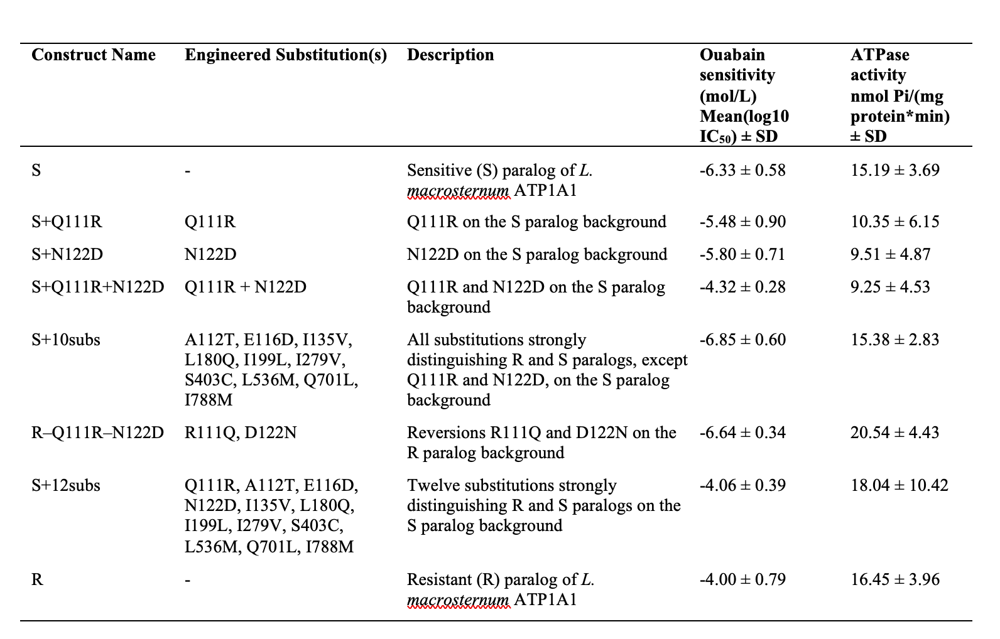 Construct Name Engineered Substitution(s) Description Ouabain sensitivity (mol/L) Mean(log10 IC50) ± SD ATPase activity nmol Pi/(mg protein*min) ± SD
S - Sensitive (S) paralog of L. -6.33 ± 0.58 15.19 ± 3.69
macrosternum ATP1A1
S+Q111R Q111R Q111R on the S paralog background -5.48 ± 0.90 10.35 ± 6.15
S+N122D N122D N122D on the S paralog background -5.80 ± 0.71 9.51 ± 4.87
S+Q111R+N122D Q111R + N122D Q111R and N122D on the S paralog -4.32 ± 0.28 9.25 ± 4.53
background
S+10subs A112T, E116D, I135V, All substitutions strongly -6.85 ± 0.60 15.38 ± 2.83
L180Q, I199L, I279V, distinguishing R and S paralogs, except
S403C, L536M, Q701L, Q111R and N122D, on the S paralog
I788M background
R–Q111R–N122D R111Q, D122N Reversions R111Q and D122N on the -6.64 ± 0.34 20.54 ± 4.43
R paralog background
S+12subs Q111R, A112T, E116D, Twelve substitutions strongly -4.06 ± 0.39 18.04 ± 10.42
N122D, I135V, L180Q, distinguishing R and S paralogs on the
I199L, I279V, S403C, S paralog background
L536M, Q701L, I788M
R - Resistant (R) paralog of L. -4.00 ± 0.79 16.45 ± 3.96
macrosternum ATP1A1